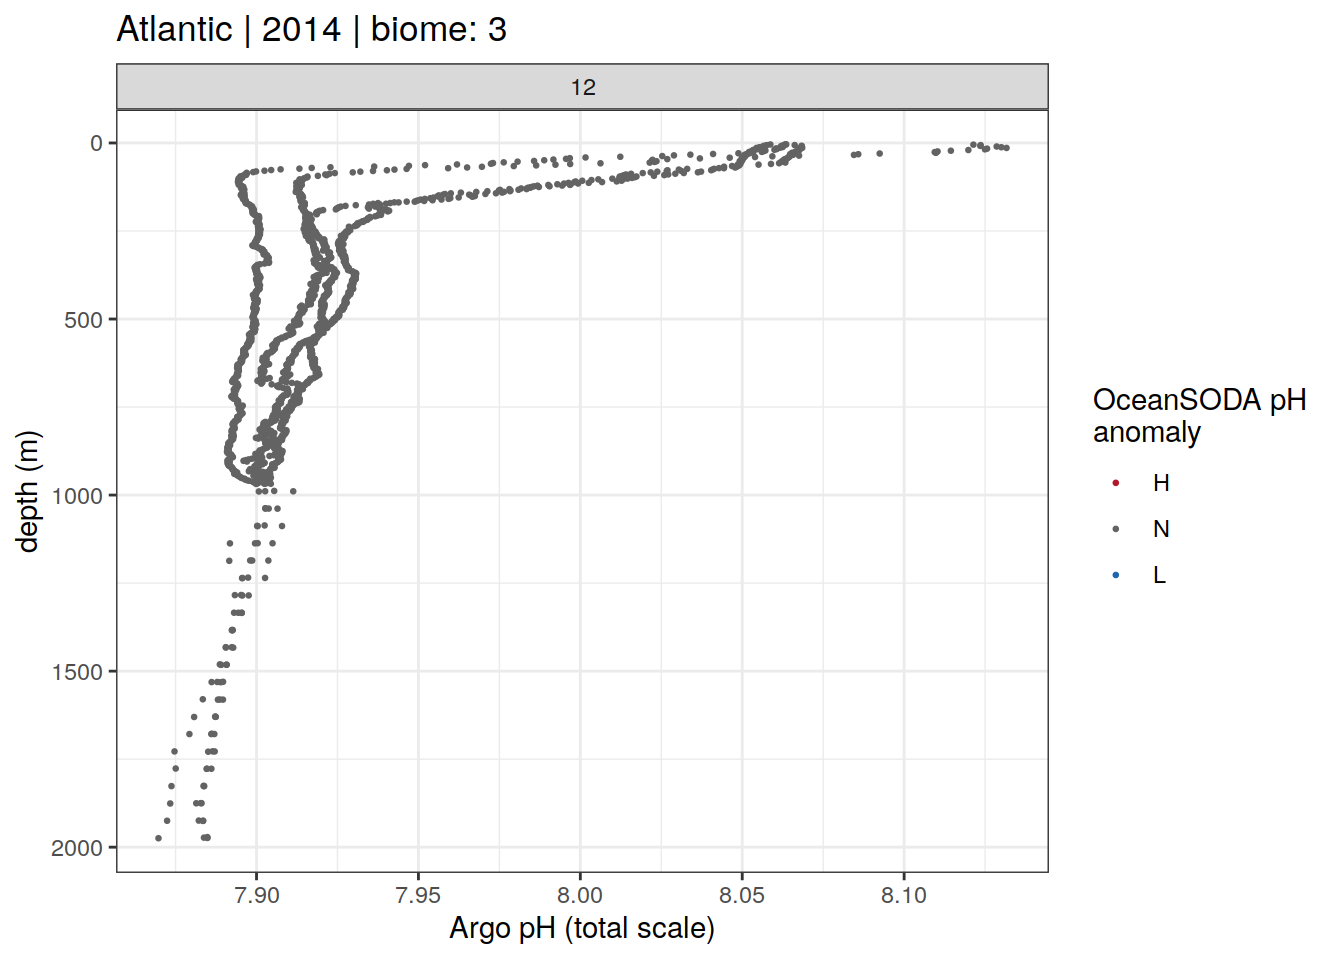 Atlantic | 2014 | biome: 3
12
0
500
1000
1500
2000
depth (m)
7.90
7.95
8.00
8.05
8.10
Argo pH (total scale)
OceanSODA pH
anomaly
H
N
L